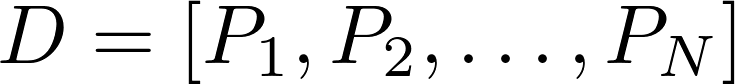 D = [P_1, P_2, . . . , P_N]